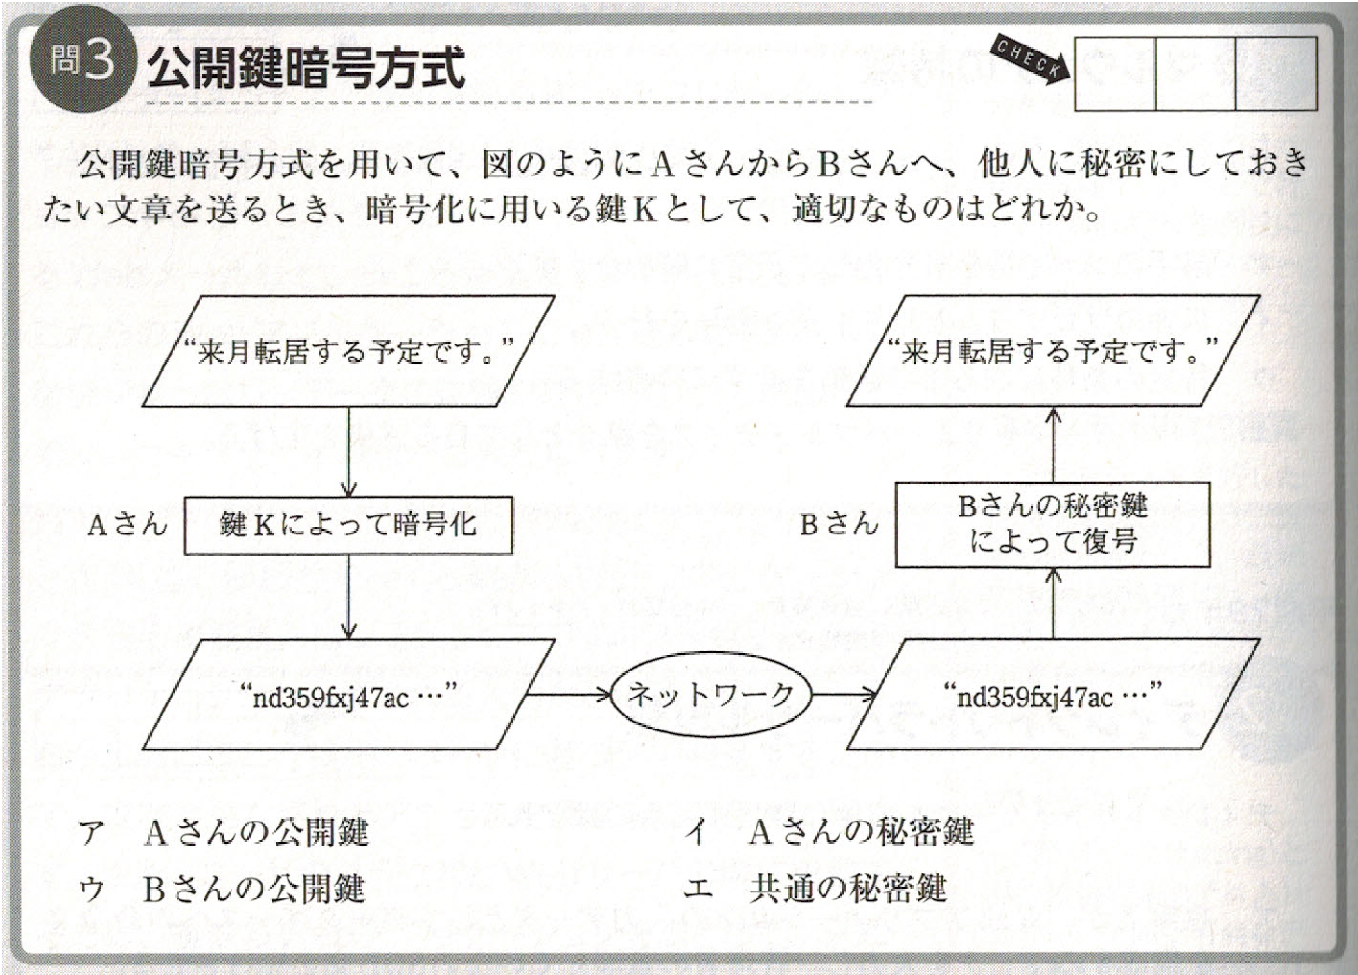 問3 公開鍵暗号方式
CHECK
公開鍵暗号方式を用いて、図のようにAさんからBさんへ、他人に秘密にしておき
たい文章を送るとき、暗号化に用いる鍵Kとして、適切なものはどれか。
“来月転居する予定です。”
“来月転居する予定です。”
Aさん
鍵Kによって暗号化
Bさん
Bさんの秘密鍵
によって復号
“nd359fxj47ac …”
ネットワーク
“nd359fxj47ac …”
ア Aさんの公開鍵
イ Aさんの秘密鍵
ウ Bさんの公開鍵
エ 共通の秘密鍵